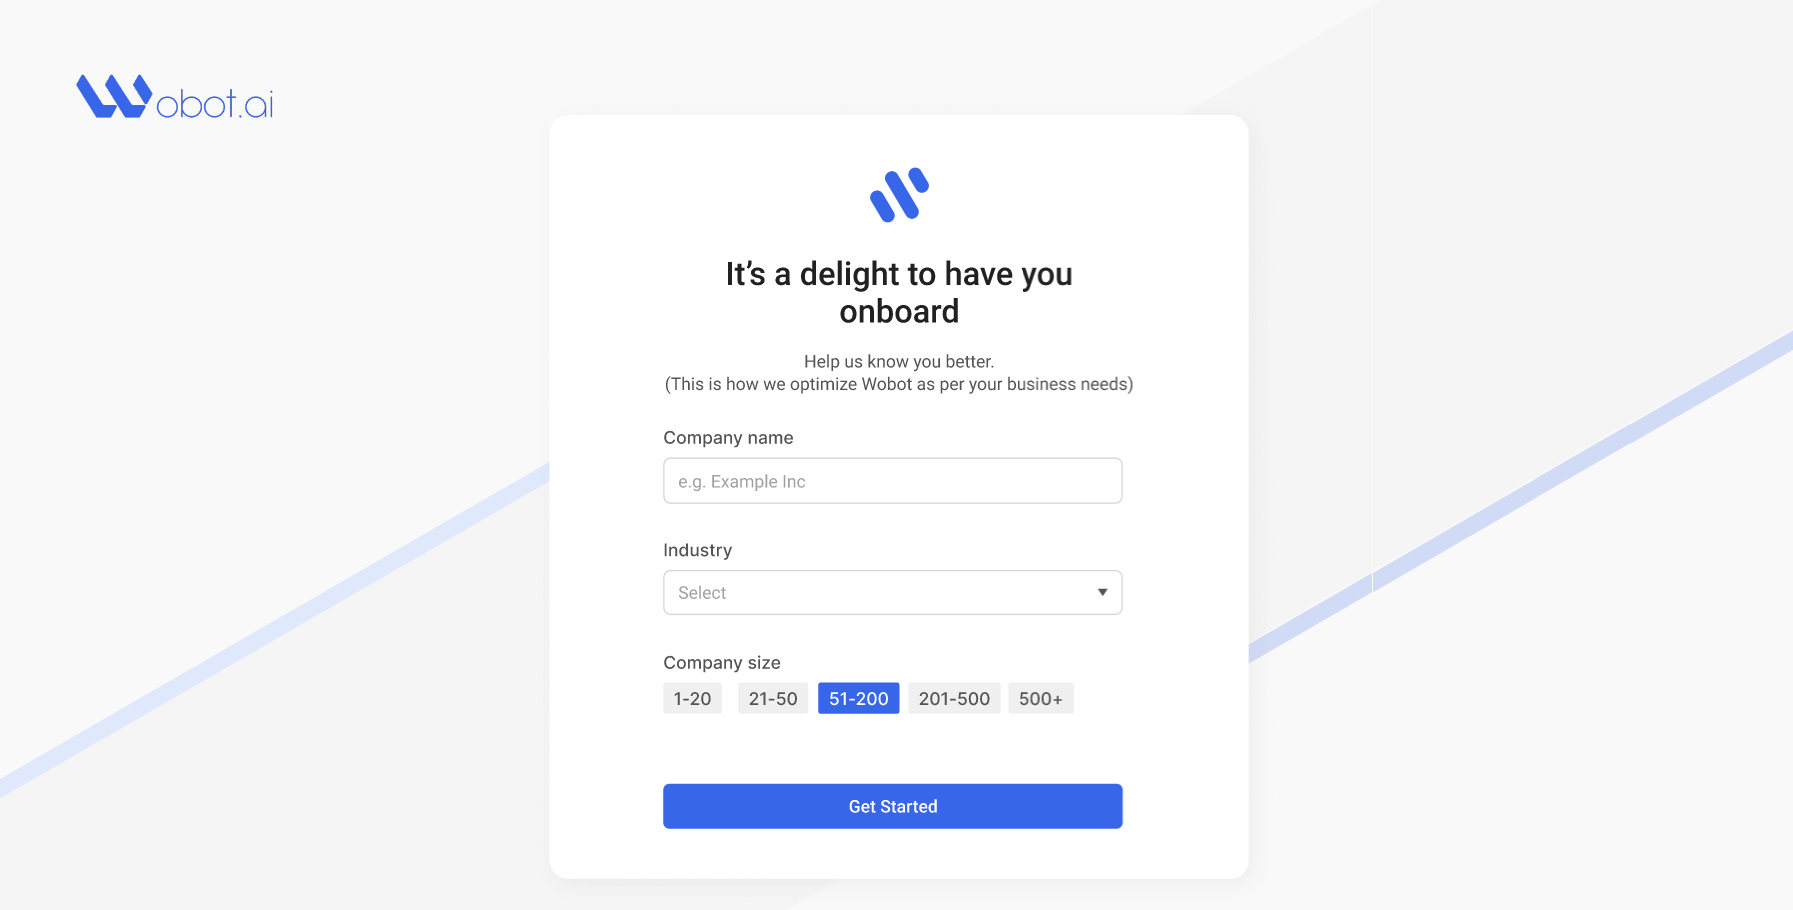 Wobot.ai
It's a delight to have you
onboard
Help us know you better.
(This is how we optimize Wobot as per your business needs)
Company name
e.g. Example Inc
Industry
Select
Company size
1-20 21-50 51-200 201-500 500+
Get Started